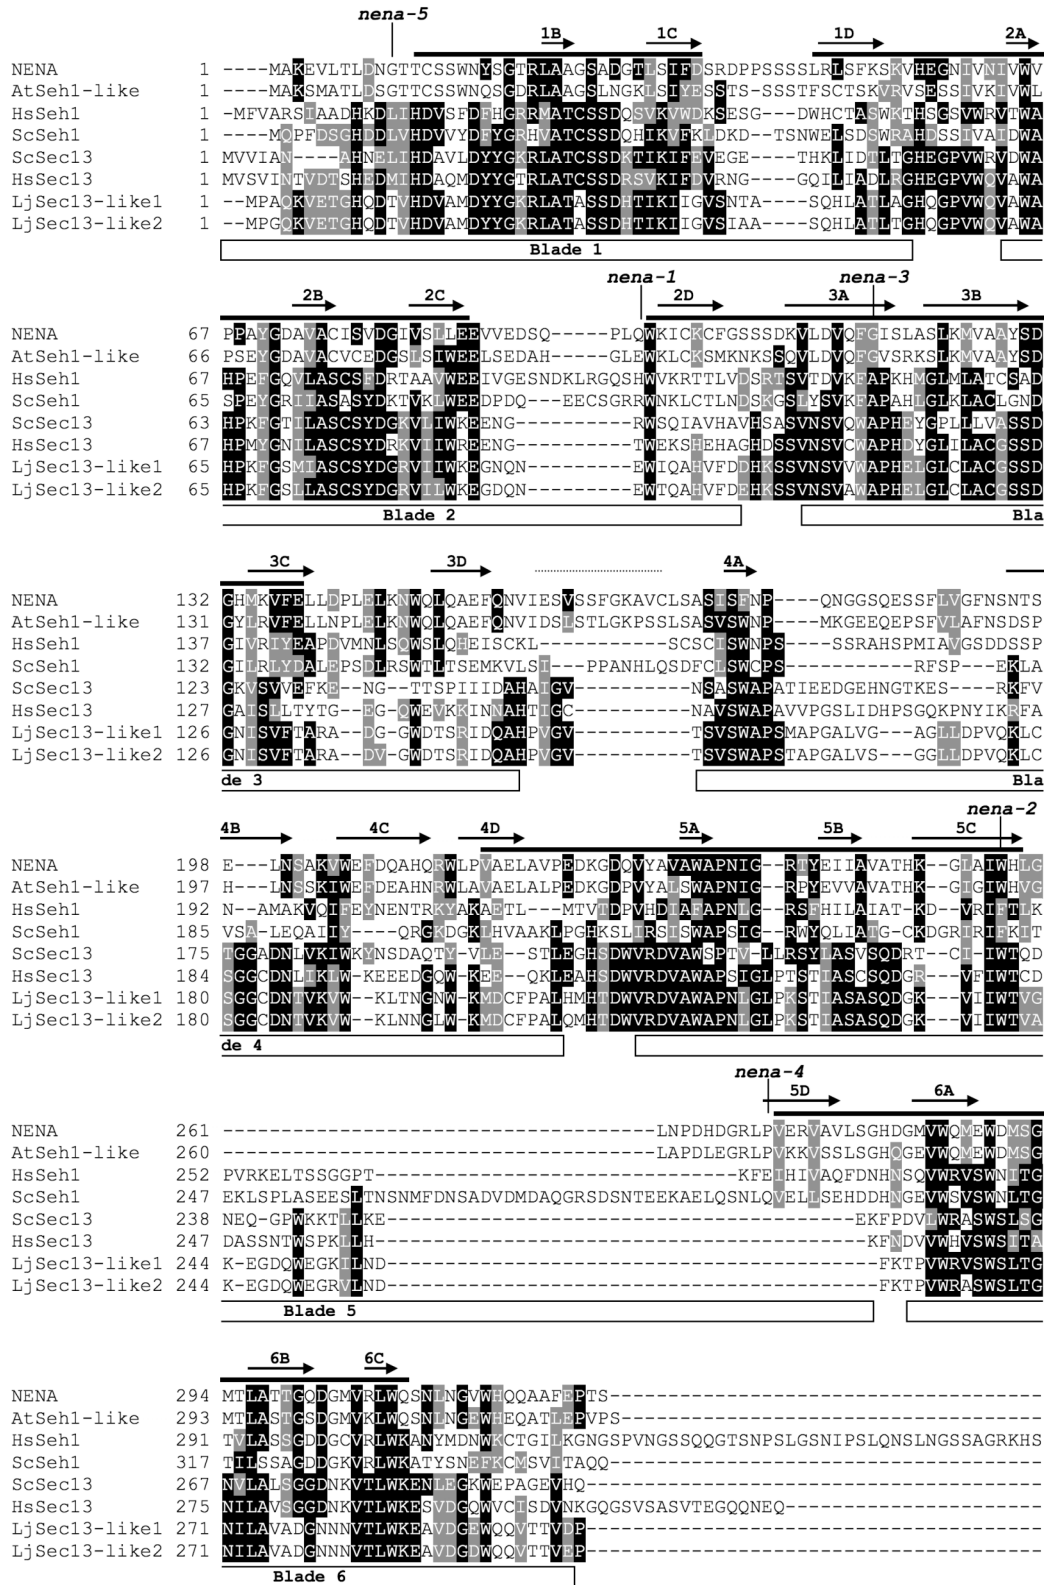 nena-5
1B 1C 1D 2A
NENA 1 ----MAKEVLTLDNGTTCSSWNYSGTRLAAGSADGTLSIFDSRDPPSSSSLRLSFKSKVHEGNIVNIVWV
AtSeh1-like 1 ----MAKSMATLDSGTTCSSWNQSGDRLAAGSLNGKLSIYESSTS-SSSTFSCTSKVRVSESSIVKIVWL
HsSeh1 1 --MFVARSIAADHKDLIHDVSFDFHGRRMATCSSDQSVKVWDKSESG---DWHCTASWKTHSGSVWRVTWA
ScSeh1 1 ----MQPFDSGHDDLVHDVVYDFYGRHVATCSSDQHIKVFKLDKD--TSNWELSDSWRAHDSSIVAIDWA
ScSec13 1 MVVIAN----AHNELIHDAVLDYYGKRLATCSSDKTIKIFEVEGE----THKLIDTLTGHEGPVWRVDWA
HsSec13 1 MVSVINTVDTSHEDMIHDAQMDYYGTRLATCSSDRSVKIFDVRNG----GQILIADLRGHEGPVWQVAWA
LjSec13-like1 1 --MPAQKVETGHQDTVHDVAMDYYGKRLATASSDHTIKIIGVSNTA---SQHLATLAGHQGPVWQVAWA
LjSec13-like2 1 --MPGQKVETGHQDTVHDVAMDYYGKRLATASSDHTIKIIGVSIAA---SQHLATLTGHQGPVWQVAWA
Blade 1
nena-1 nena-3
2B 2C 2D 3A 3B
NENA 67 PPAYGDAVACISVDGIVSLLEEVVEDSQ-----PLQWKICKCFGSSSDKVLDVQFGISLASLKMVAAYSD
AtSeh1-like 66 PSEYGDAVACVCEDGSLSIWEELSEDAH-----GLEWKLCKSMKNKSSQVLDVQFGVSRKSLKMVAAYSD
HsSeh1 67 HPEFGQVLASCSFDRTAAVWEEIVGESNDKLRGQSHWVKRTTLVDSRTSVTDVKFAPKHMGLMLATCSAD
ScSeh1 65 SPEYGRIIASASYDKTVKLWEEDPDQ---EECSGRRWNKLCTLNDSKGSLYSVKFAPAHLGLKLACLGND
ScSec13 63 HPKFGTILASCSYDGKVLIWKEENG---------RWSQIAVHAVHSASVNSVQWAPHEYGPLLLVASSD
HsSec13 67 HPMYGNILASCSYDRKVIIWREENG---------TWEKSHEHAGHDSSVNSVCWAPHDYGLILACGSSD
LjSec13-like1 65 HPKFGSMIASCSYDGRVIIWKEGNQN--------EWIQAHVFDDHKSSVNSVVWAPHELGLCLACGSSD
LjSec13-like2 65 HPKFGSLLASCSYDGRVILWKEGDQN--------EWTQAHVFDEHKSSVNSVAWAPHELGLCLACGSSD
Blade 2 Bla
3C 3D 4A
NENA 132 GHMKVFELLDPLELKNWQLQAEFQNVIESVSSFGKAVCLSASISFNP----QNGGSQESSFLVGFNSNTS
AtSeh1-like 131 GYLRVFELLNPLELKNWQLQAEFQNVIDSLSTLGKPSSLSASVSWNP----MKGEEQEPSFVLAFNSDSP
HsSeh1 137 GIVRIYEAPDVMNLSQWSLQHEISCKL-------------SCSCISWNPS----SSRAHSPMIAVGSDDSSP
ScSeh1 132 GILRLYDALEPSDLRSWTLTSEMKVLSI---PPANHLQSDFCLSWCPS------RFSP---EKLA
ScSec13 123 GKVSVVEFKE--NG--TTSPIIIDAHAIGV----------NSASWAPATIEEDGEHNGTKES---RKFV
HsSec13 127 GAISLLTYTG--EG-QWEVKKINNAHTIGC----------NAVSWAPAVVPGSLIDHPSGQKPNYIKRFA
LjSec13-like1 126 GNISVFTARA--DG-GWDTSRIDQAHPVGV----------TSVSWAPSMAPGALVG---AGLLDPVQKLC
LjSec13-like2 126 GNISVFTARA--DV-GWDTSRIDQAHPVGV----------TSVSWAPSTAPGALVS---GGLLDPVQKLC
de 3 Bla
nena-2
4B 4C 4D 5A 5B 5C
NENA 198 E---LNSAKVWEFDQAHQRWLPVAELAVPEDKGDQVYAVAWAPNIG--RTYEIIAVATHK--GLAIWHLG
AtSeh1-like 197 H---LNSSKIWEFDEAHNRWLAVAELALPEDKGDPVYALSWAPNIG--RPYEVVAVATHK--GIGIWHVG
HsSeh1 192 N--AMAKVQIFEYNENTRKYAKAETL---MTVTDPVHDIAFAPNLG--RSFHILAIAT-KD--VRIFTLK
ScSeh1 185 VSA-LEQAIIY---QRGKDGKLHVAAKLPGHKSLIRSISWAPSIG--RWYQLIATG-CKDGRIRIFKIT
ScSec13 175 TGGADNLVKIWKYNSDAQTY-VLE--STLEGHSDWVRDVAWSPTV-LLRSYLASVSQDRT--CI-IWTQD
HsSec13 184 SGGCDNLIKLW-KEEEDGQW-KEE--QKLEAHSDWVRDVAWAPSIGLPTSTIASCSQDGR---VFIWTCD
LjSec13-like1 180 SGGCDNTVKVW--KLTNGNW-KMDCFPALHMHTDWVRDVAWAPNLGLPKSTIASASQDGK---VIIWTVG
LjSec13-like2 180 SGGCDNTVKVW--KLNNGLW-KMDCFPALQMHTDWVRDVAWAPNLGLPKSTIASASQDGK---VIIWTVA
de 4
nena-4
5D 6A
NENA 261 -------------------------------------LNPDHDGRLPVERVAVLSGHDGMVWQMEWDMSG
AtSeh1-like 260 -------------------------------------LAPDLEGRLPVKKVSSLSGHQGEVWQMEWDMSG
HsSeh1 252 PVRKELTSSGGPT-------------------------------KFEIHIVAQFDNHNSQVWRVSWNITG
ScSeh1 247 EKLSPLASEESLTNSNMFDNSADVDMDAQGRSDSNTEEKAELQSNLQVELLSEHDDHNGEVWSVSWNLTG
ScSec13 238 NEQ-GPWKKTLLKE----------------------------------------EKFPDVLWRASWSLSG
HsSec13 247 DASSNTWSPKLLH------------------------------------------KFNDVVWHVSWSITA
LjSec13-like1 244 K-EGDQWEGKILND------------------------------------------FKTPVWRVSWSLTG
LjSec13-like2 244 K-EGDQWEGRVLND------------------------------------------FKTPVWRASWSLTG
Blade 5
6B 6C
NENA 294 MTLATTGQDGMVRLWQSNLNGVWHQQAAFEPTS-------------------------------------
AtSeh1-like 293 MTLASTGSDGMVKLWQSNLNGEWHEQATLEPVPS------------------------------------
HsSeh1 291 TVLASSGDDGCVRLWKANYMDNWKCTGILKGNGSPVNGSSQQGTSNPSLGSNIPSLQNSLNGSSAGRKHS
ScSeh1 317 TILSSAGDDGKVRLWKATYSNEFKCMSVITAQQ-------------------------------------
ScSec13 267 NVLALSGGDNKVTLWKENLEGKWEPAGEVHQ---------------------------------------
HsSec13 275 NILAVSGGDNKVTLWKESVDGQWVCISDVNKGQGSVSASVTEGQQNEQ----------------------
LjSec13-like1 271 NILAVADGNNNVTLWKEAVDGEWQQVTTVDP---------------------------------------
LjSec13-like2 271 NILAVADGNNNVTLWKEAVDGDWQQVTTVEP---------------------------------------
Blade 6